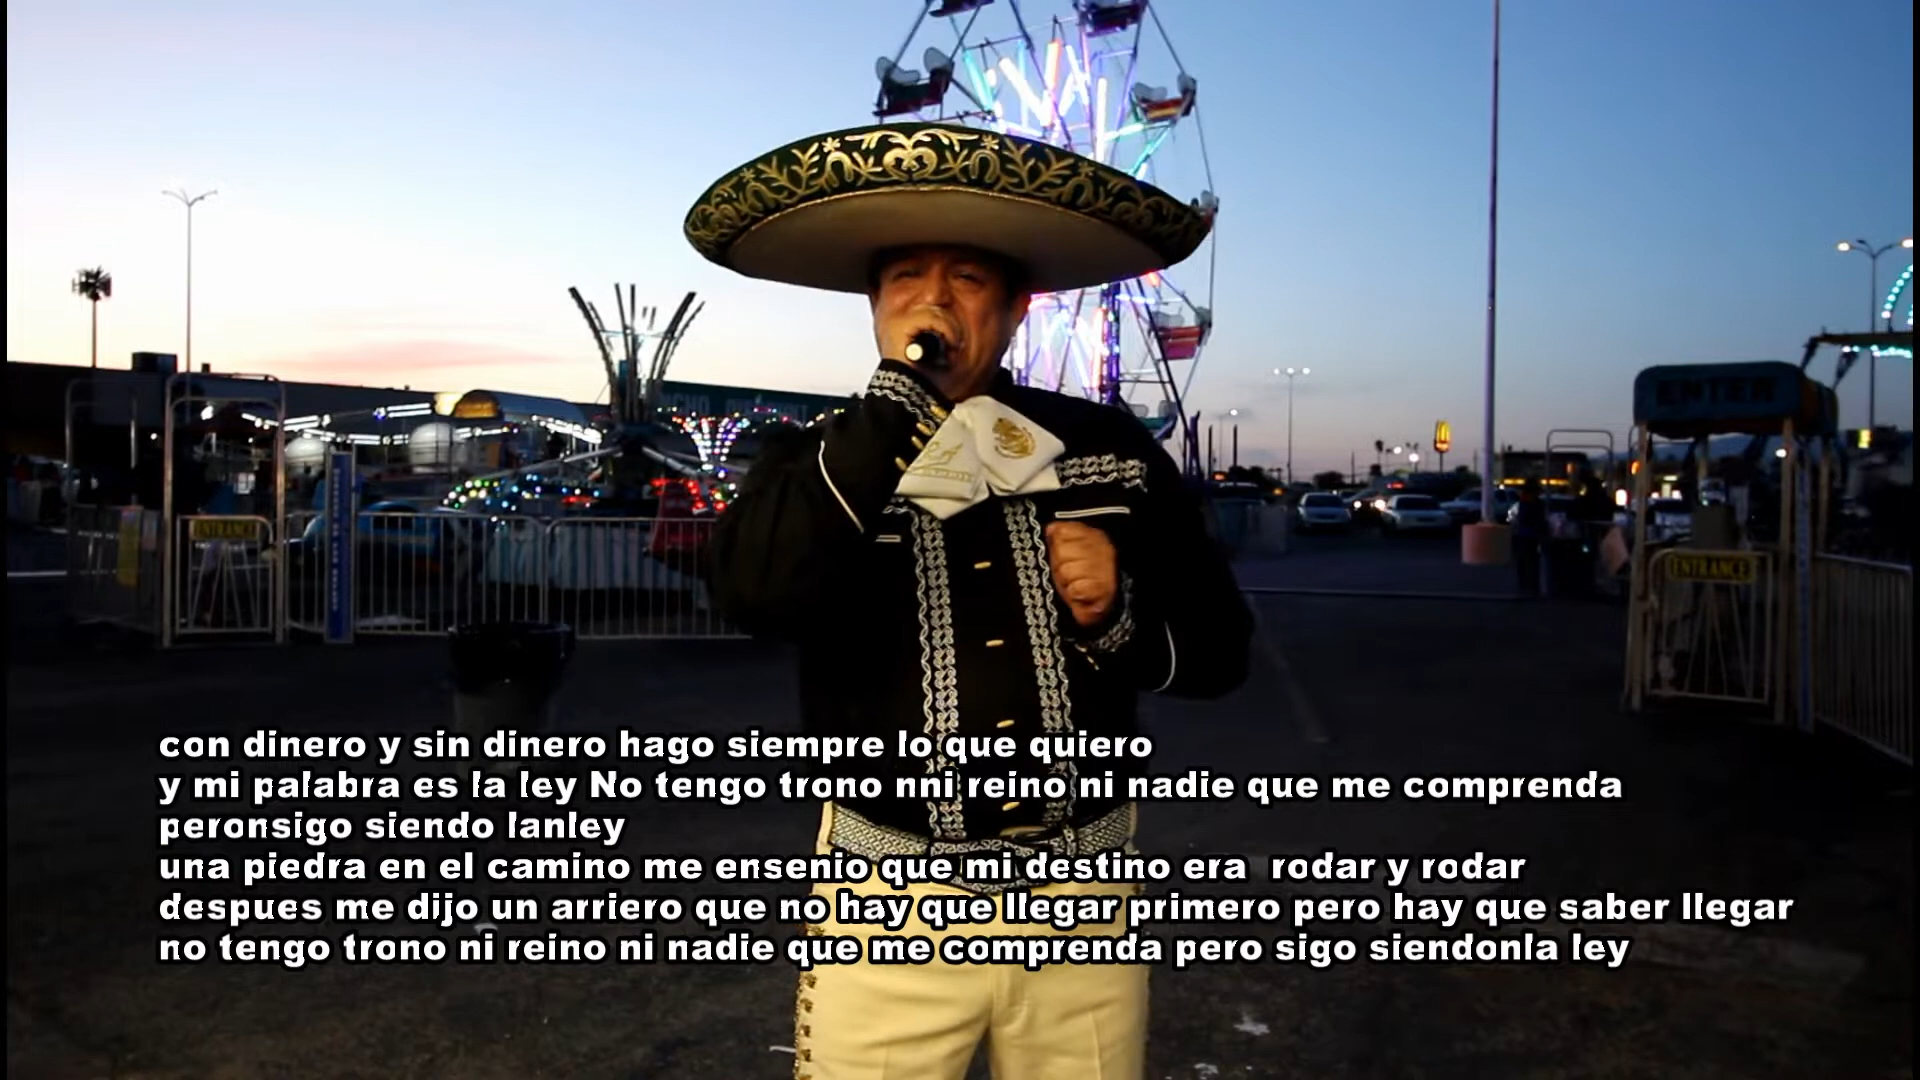 ENTER
ENTRANCE
ENTRANCE
con dinero y sin dinero hago siempre lo que quiero
y mi palabra es la ley No tengo trono nni reino ni nadie que me comprenda
peronsigo siendo lanley
una piedra en el camino me ensenio que mi destino era  rodar y rodar
despues me dijo un arriero que no hay que llegar primero pero hay que saber llegar
no tengo trono ni reino ni nadie que me comprenda pero sigo siendonla ley